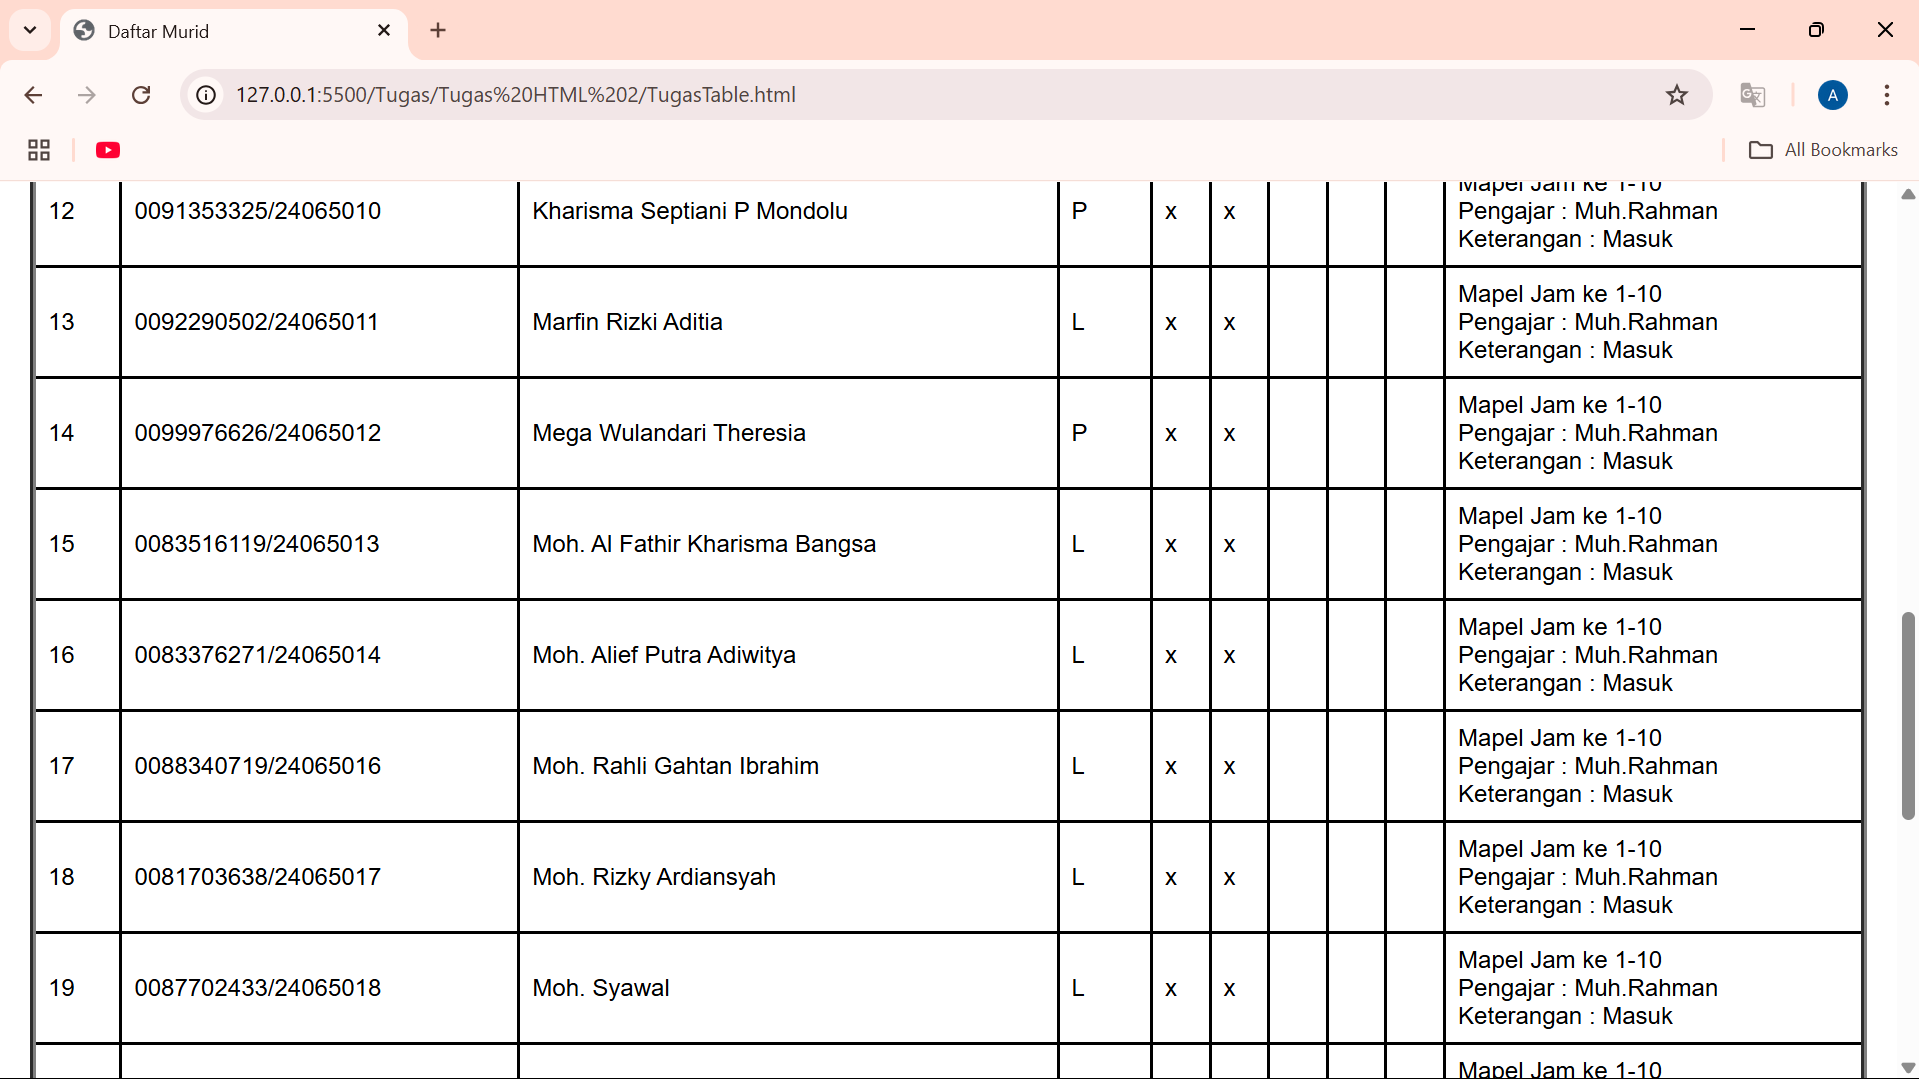 Daftar Murid
127.0.0.1:5500/Tugas/Tugas%20HTML%202/TugasTable.html
A
All Bookmarks
Mapel Jam ke 1-10
12 0091353325/24065010 Kharisma Septiani P Mondolu P x x Pengajar : Muh.Rahman
Keterangan : Masuk
Mapel Jam ke 1-10
13 0092290502/24065011 Marfin Rizki Aditia L x x Pengajar : Muh.Rahman
Keterangan : Masuk
Mapel Jam ke 1-10
14 0099976626/24065012 Mega Wulandari Theresia P x x Pengajar : Muh.Rahman
Keterangan : Masuk
Mapel Jam ke 1-10
15 0083516119/24065013 Moh. Al Fathir Kharisma Bangsa L x x Pengajar : Muh.Rahman
Keterangan : Masuk
Mapel Jam ke 1-10
16 0083376271/24065014 Moh. Alief Putra Adiwitya L x x Pengajar : Muh.Rahman
Keterangan : Masuk
Mapel Jam ke 1-10
17 0088340719/24065016 Moh. Rahli Gahtan Ibrahim L x x Pengajar : Muh.Rahman
Keterangan : Masuk
Mapel Jam ke 1-10
18 0081703638/24065017 Moh. Rizky Ardiansyah L x x Pengajar : Muh.Rahman
Keterangan : Masuk
Mapel Jam ke 1-10
19 0087702433/24065018 Moh. Syawal L x x Pengajar : Muh.Rahman
Keterangan : Masuk
Mapel Jam ke 1-10